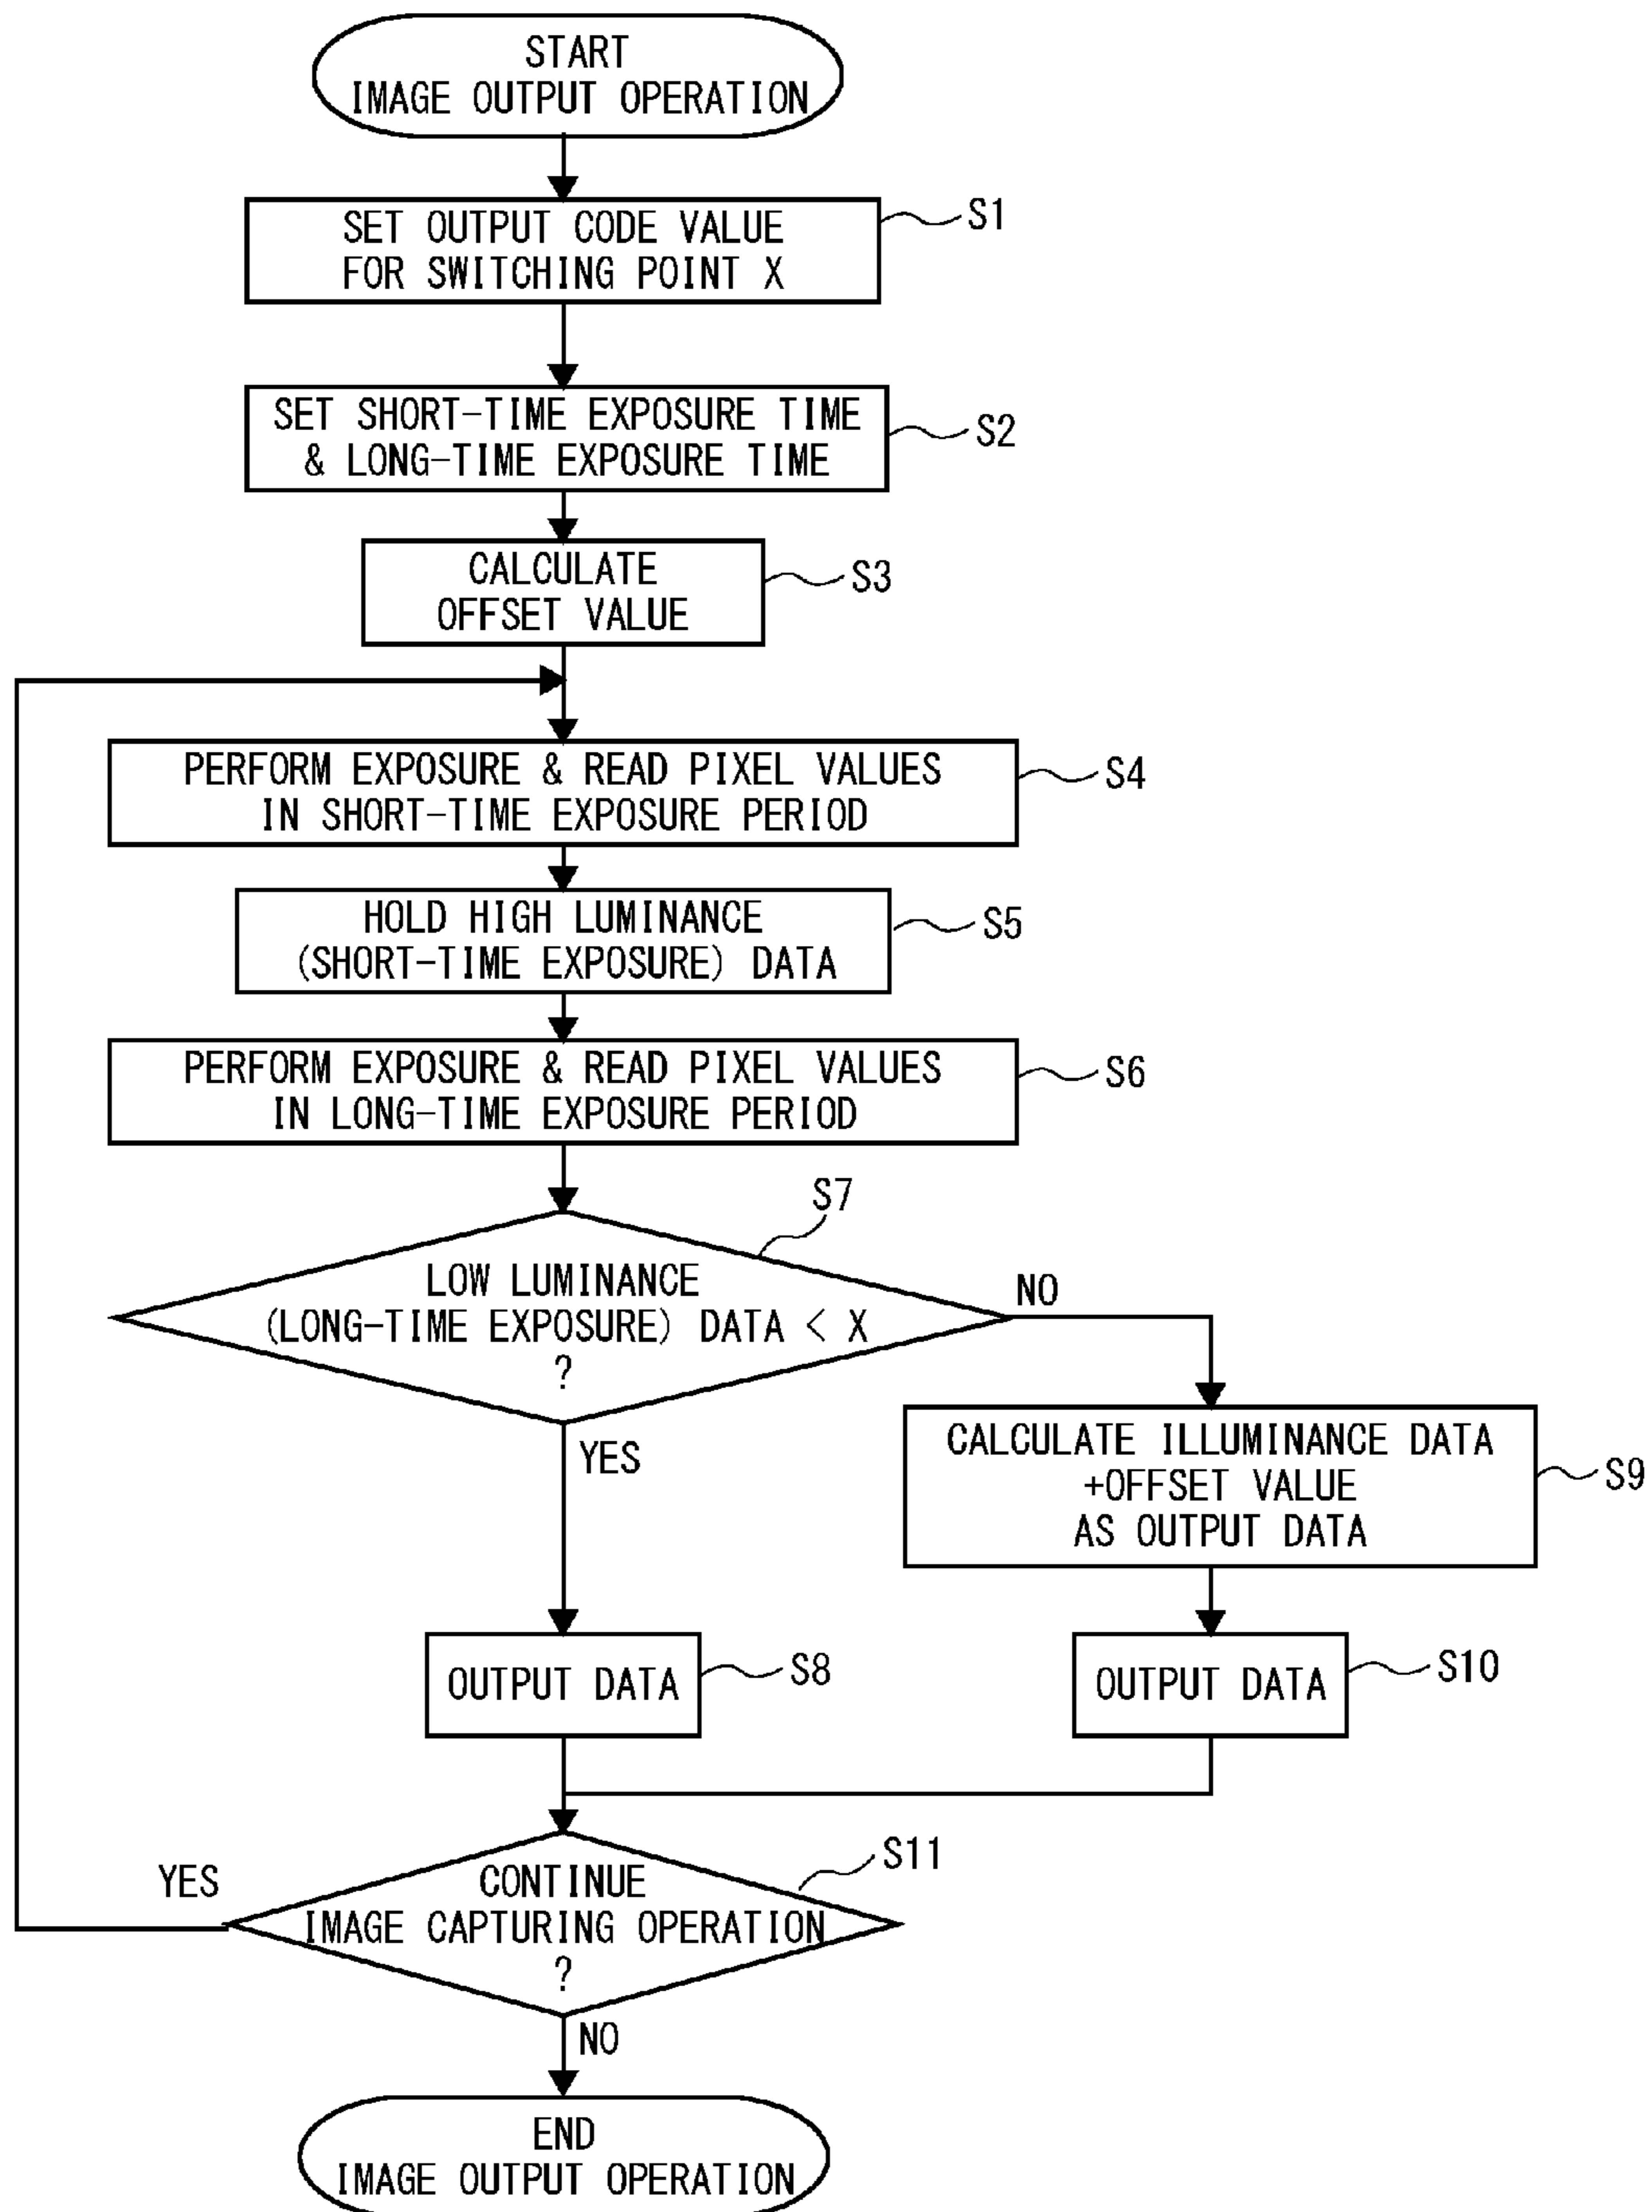 START
IMAGE OUTPUT OPERATION
SET OUTPUT CODE VALUE
FOR SWITCHING POINT X
S1
SET SHORT-TIME EXPOSURE TIME
& LONG-TIME EXPOSURE TIME
S2
CALCULATE
OFFSET VALUE
S3
PERFORM EXPOSURE & READ PIXEL VALUES
IN SHORT-TIME EXPOSURE PERIOD
S4
HOLD HIGH LUMINANCE
(SHORT-TIME EXPOSURE) DATA
S5
PERFORM EXPOSURE & READ PIXEL VALUES
IN LONG-TIME EXPOSURE PERIOD
S6
S7
LOW LUMINANCE
(LONG-TIME EXPOSURE) DATA < X
?
NO
YES
CALCULATE ILLUMINANCE DATA
+OFFSET VALUE
AS OUTPUT DATA
S9
OUTPUT DATA
S8
OUTPUT DATA
S10
S11
YES
CONTINUE
IMAGE CAPTURING OPERATION
?
NO
END
IMAGE OUTPUT OPERATION